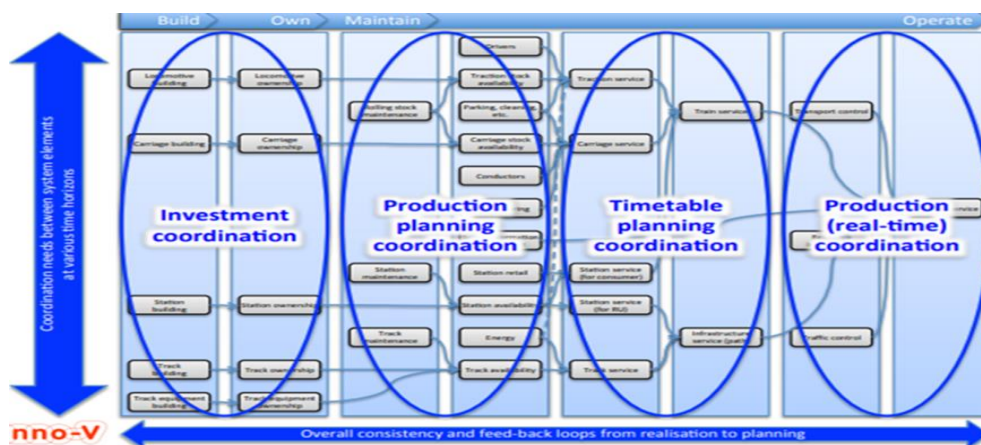 Build
Own
Maintain
Operate
Coordination needs between system elements
at various time horizons
Drivers
Locomotive
building
Locomotive
ownership
Traction stock
availability
Traction service
Rolling stock
maintenance
Parking, cleaning,
etc.
Train service
Transport control
Carriage building
Carriage
ownership
Carriage stock
availability
Carriage service
Conductors
Investment
coordination
Production
planning
coordination
Timetable
planning
coordination
Production
(real-time)
coordination
service
Station
maintenance
Station retail
Station service
(for consumer)
Station
building
Station ownership
Station availability
Station service
(for RU)
Track
maintenance
Energy
Infrastructure
service (path)
Traffic control
Track
building
Track ownership
Track availability
Track service
Track equipment
building
Track equipment
ownership
nno-V
Overall consistency and feed-back loops from realisation to planning